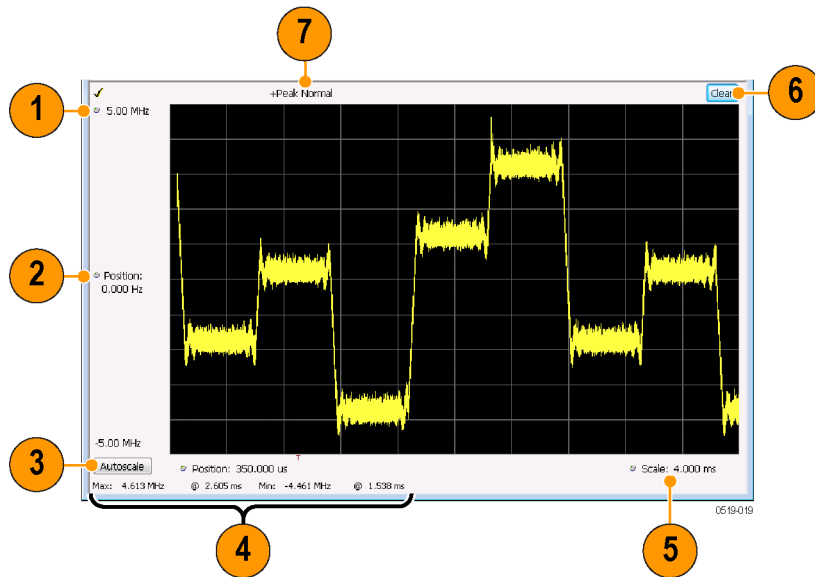 7
+Peak Normal
Clear
6
1
5.00 MHz
2
Position:
0.000 Hz
-5.00 MHz
3
Autoscale
T
Position: 350.000 us
Scale: 4.000 ms
Max: 4.613 MHz @ 2.605 ms Min: -4.461 MHz @ 1.538 ms
4
5
0519-019